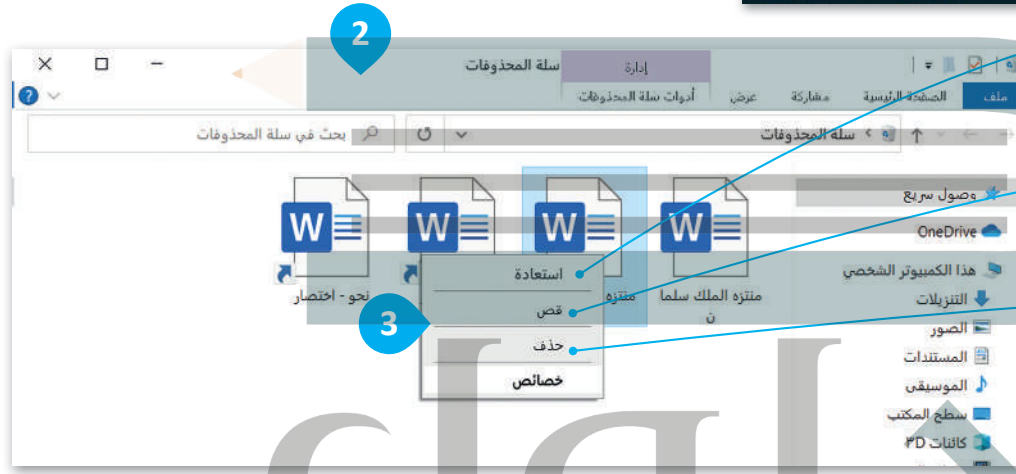 2
إدارة
سلة المحذوفات
ملف
الصفحة الرئيسية
مشاركة
عرض
أدوات سلة المحذوفات
سلة المحذوفات
بحث في سلة المحذوفات
وصول سريع
OneDrive
هذا الكمبيوتر الشخصي
التنزيلات
الصور
المستندات
الموسيقى
سطح المكتب
كائنات ٣D
منتزه الملك سلما
ن
منتزه
نحو - اختصار
3
استعادة
قص
حذف
خصائص